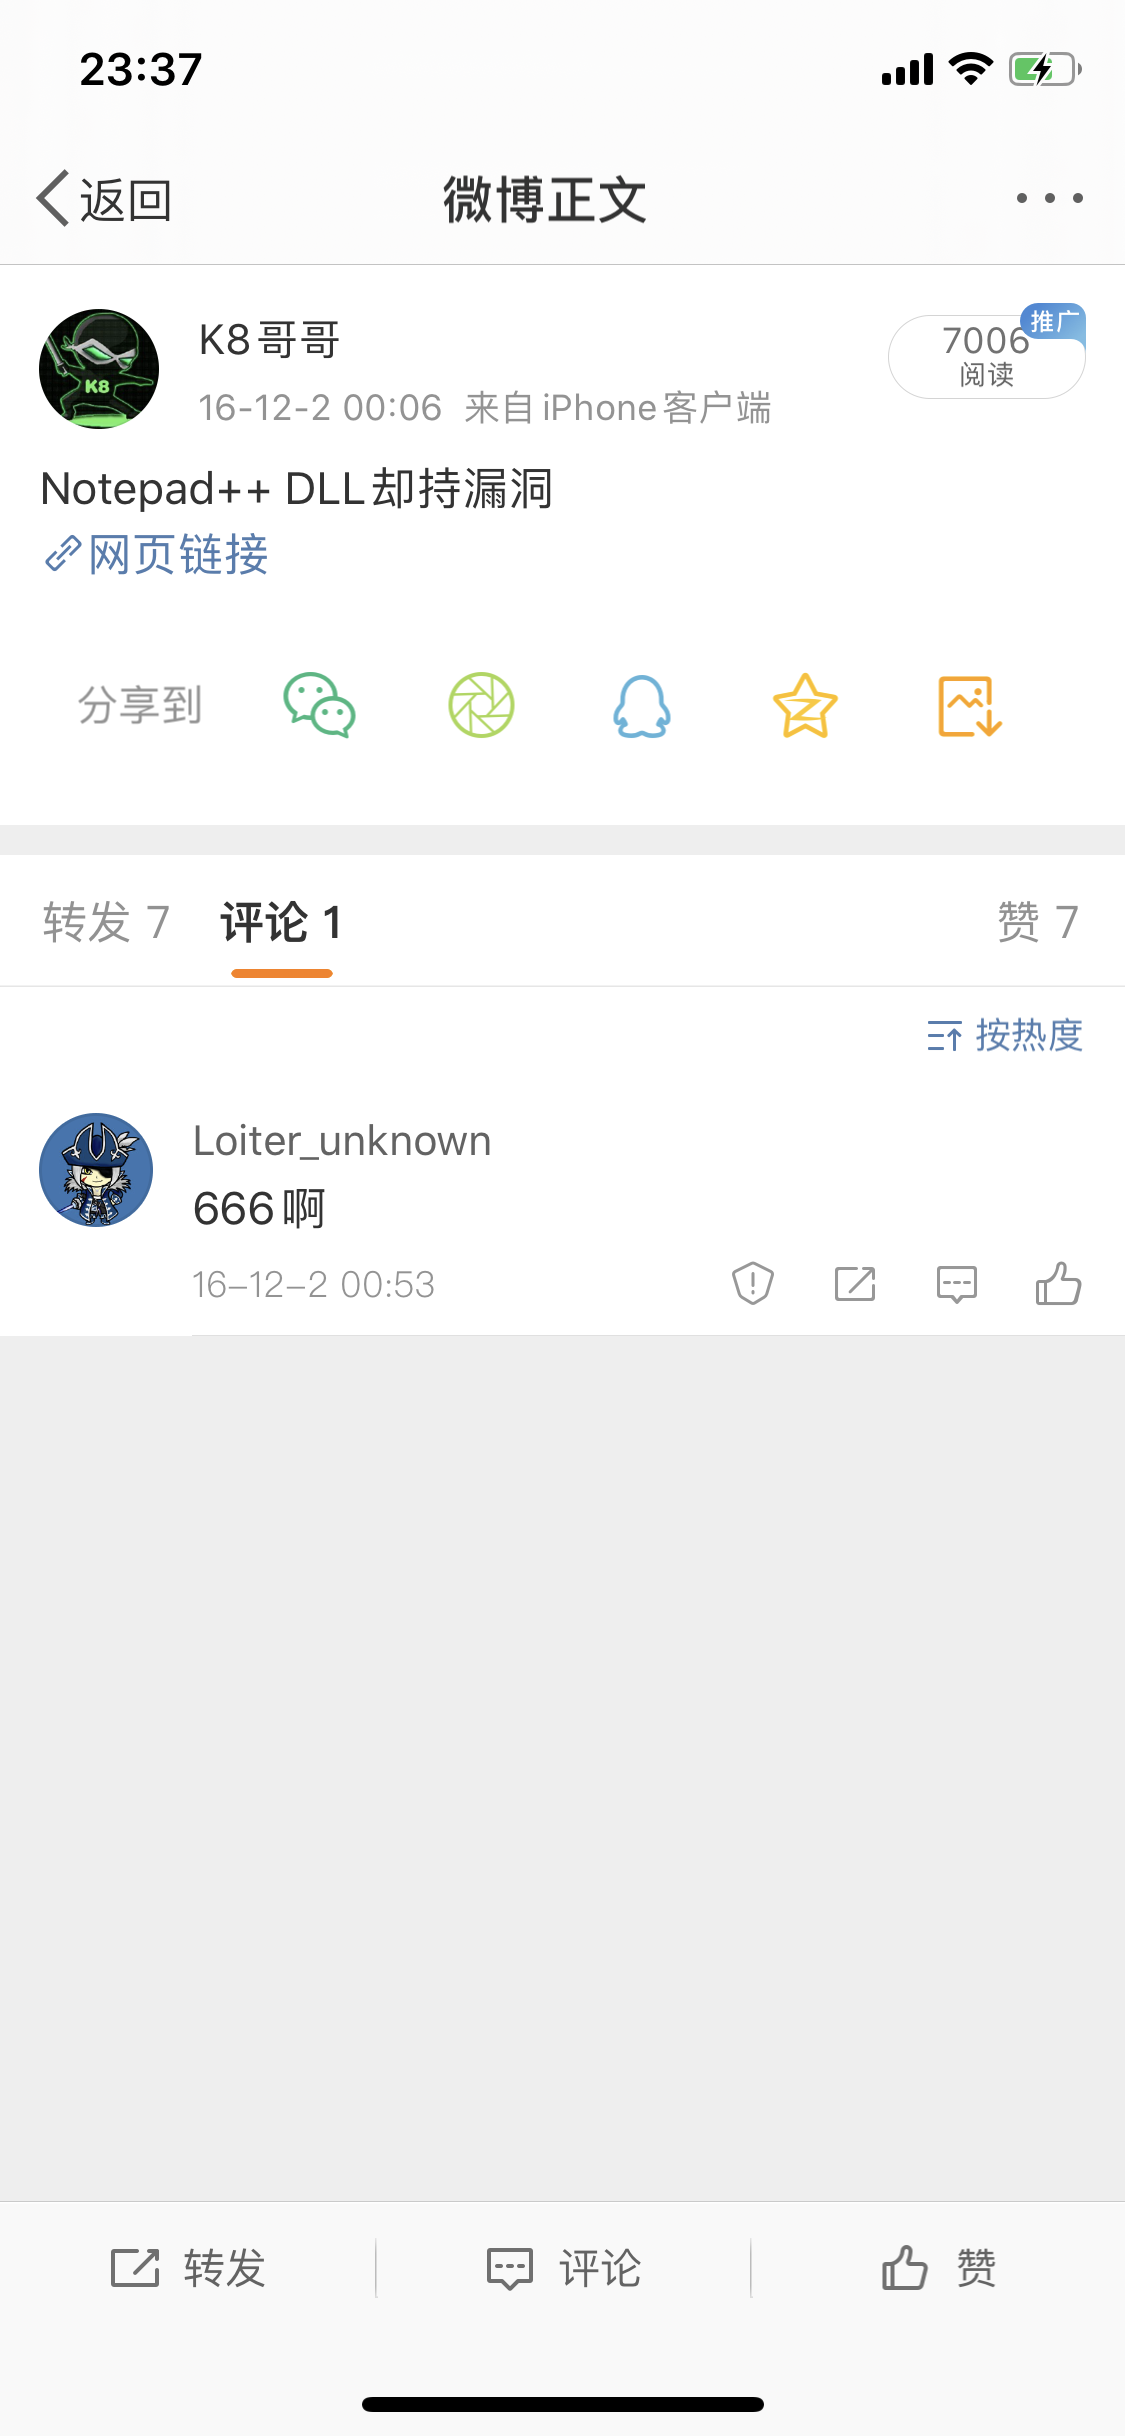 23:37
返回
微博正文
K8哥哥
推广
7006
阅读
K8
16-12-2 00:06 来自iPhone客户端
Notepad++ DLL却持漏洞
网页链接
分享到
转发 7
评论 1
赞 7
按热度
Loiter_unknown
666啊
16-12-2 00:53
转发
评论
赞